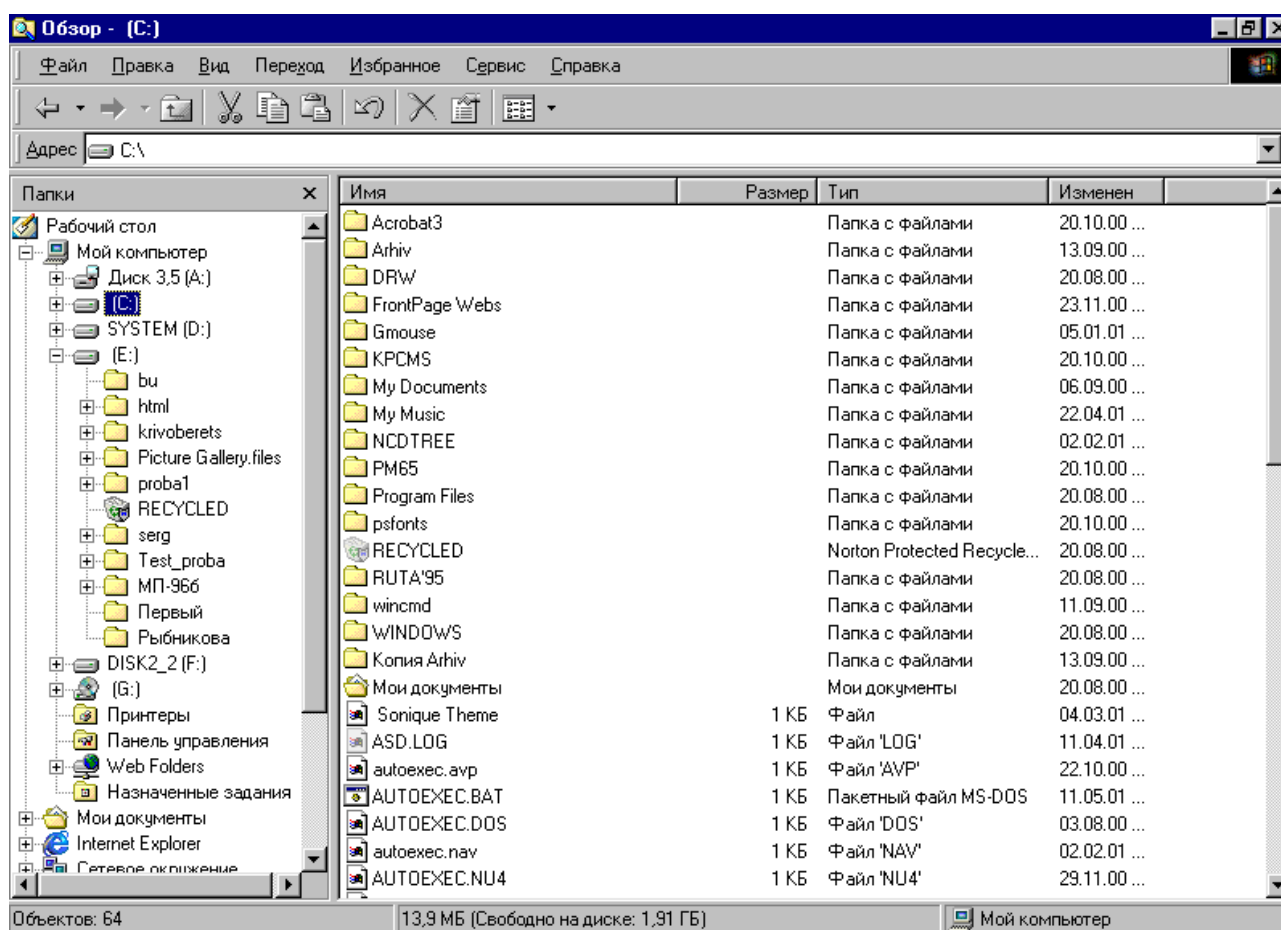 Обзор - (C:)
Файл Правка Вид Переход Избранное Сервис Справка
Адрес C:\
Папки
Рабочий стол
Мой компьютер
Диск 3,5 (A:)
(C:)
SYSTEM (D:)
(E:)
bu
html
krivoberets
Picture Gallery.files
proba1
RECYCLED
serg
Test_proba
МП-96б
Первый
Рыбникова
DISK2_2 (F:)
(G:)
Принтеры
Панель управления
Web Folders
Назначенные задания
Мои документы
Internet Explorer
Сетевое окружение
Имя Размер Тип Изменен
Acrobat3 Папка с файлами 20.10.00 ...
Arhiv Папка с файлами 13.09.00 ...
DRW Папка с файлами 20.08.00 ...
FrontPage Webs Папка с файлами 23.11.00 ...
Gmouse Папка с файлами 05.01.01 ...
KPCMS Папка с файлами 20.10.00 ...
My Documents Папка с файлами 06.09.00 ...
My Music Папка с файлами 22.04.01 ...
NCDTREE Папка с файлами 02.02.01 ...
PM65 Папка с файлами 20.10.00 ...
Program Files Папка с файлами 20.08.00 ...
psfonts Папка с файлами 20.10.00 ...
RECYCLED Norton Protected Recycle... 20.08.00 ...
RUTA'95 Папка с файлами 20.08.00 ...
wincmd Папка с файлами 11.09.00 ...
WINDOWS Папка с файлами 20.08.00 ...
Копия Arhiv Папка с файлами 13.09.00 ...
Мои документы Мои документы 20.08.00 ...
Sonique Theme 1 КБ Файл 04.03.01 ...
ASD.LOG 1 КБ Файл 'LOG' 11.04.01 ...
autoexec.avp 1 КБ Файл 'AVP' 22.10.00 ...
AUTOEXEC.BAT 1 КБ Пакетный файл MS-DOS 11.05.01 ...
AUTOEXEC.DOS 1 КБ Файл 'DOS' 03.08.00 ...
autoexec.nav 1 КБ Файл 'NAV' 02.02.01 ...
AUTOEXEC.NU4 1 КБ Файл 'NU4' 29.11.00 ...
Объектов: 64 13,9 МБ (Свободно на диске: 1,91 ГБ) Мой компьютер